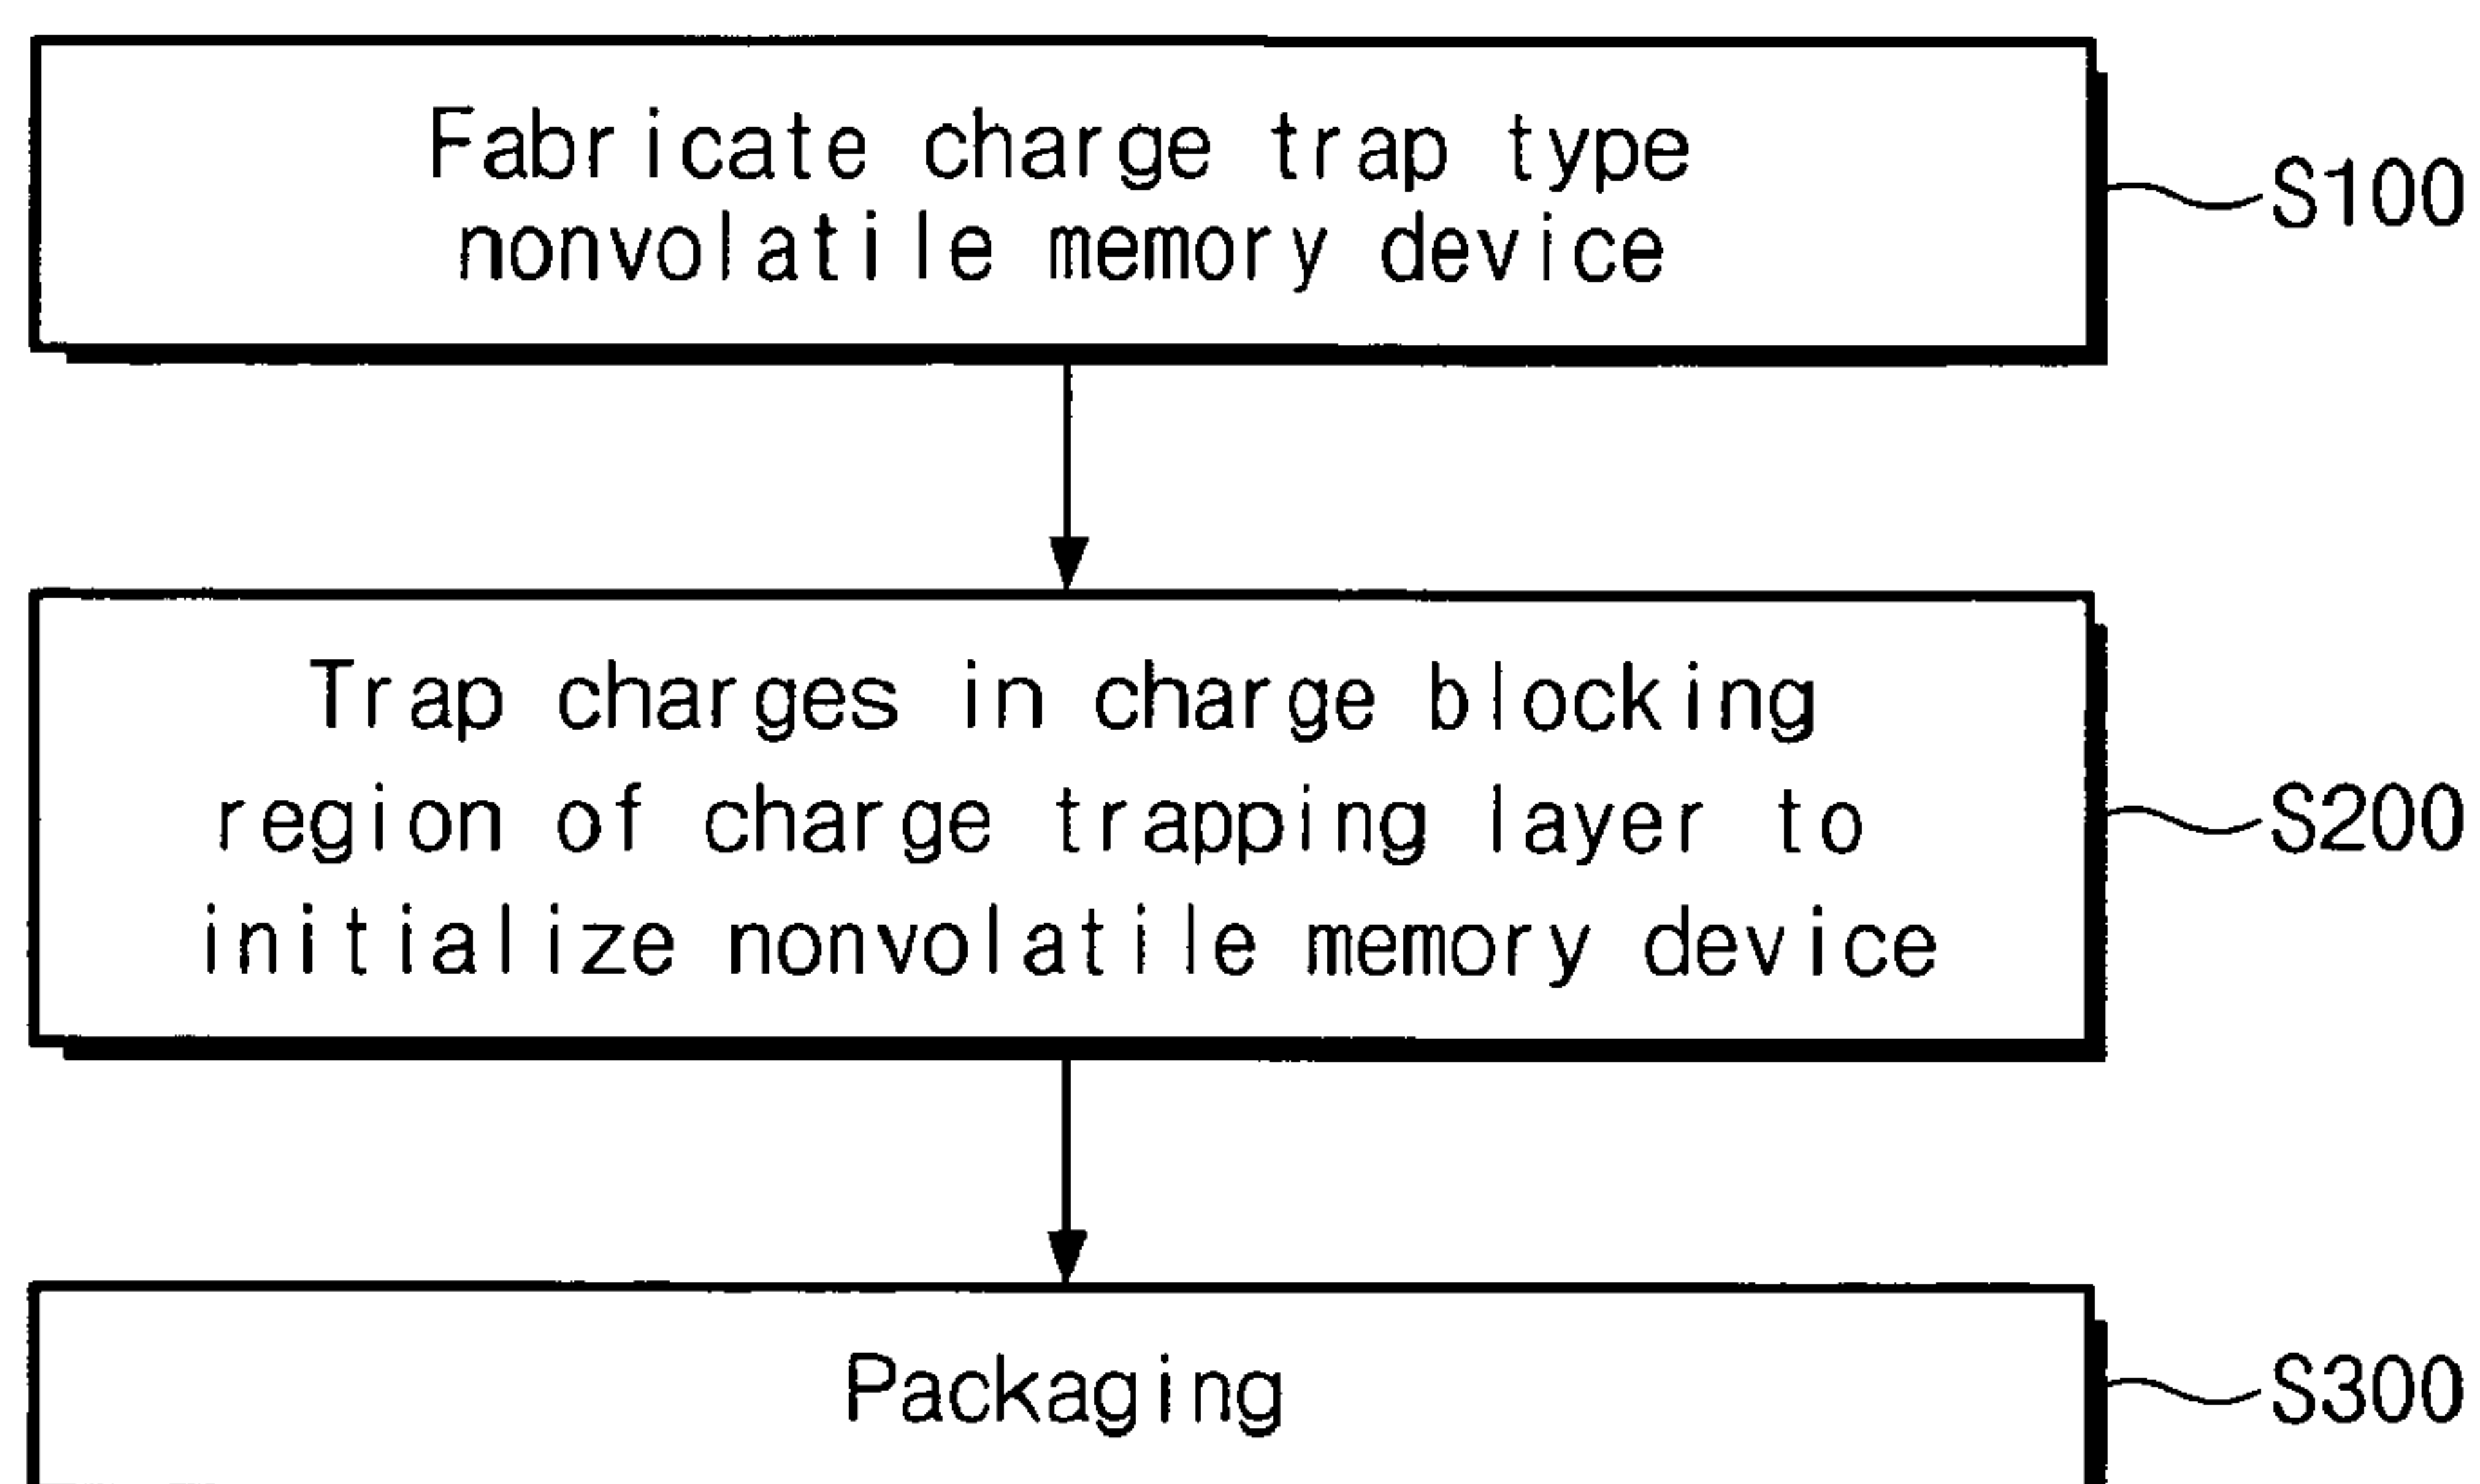 Fabricate charge trap type
nonvolatile memory device
S100
Trap charges in charge blocking
region of charge trapping layer to
initialize nonvolatile memory device
S200
Packaging
S300